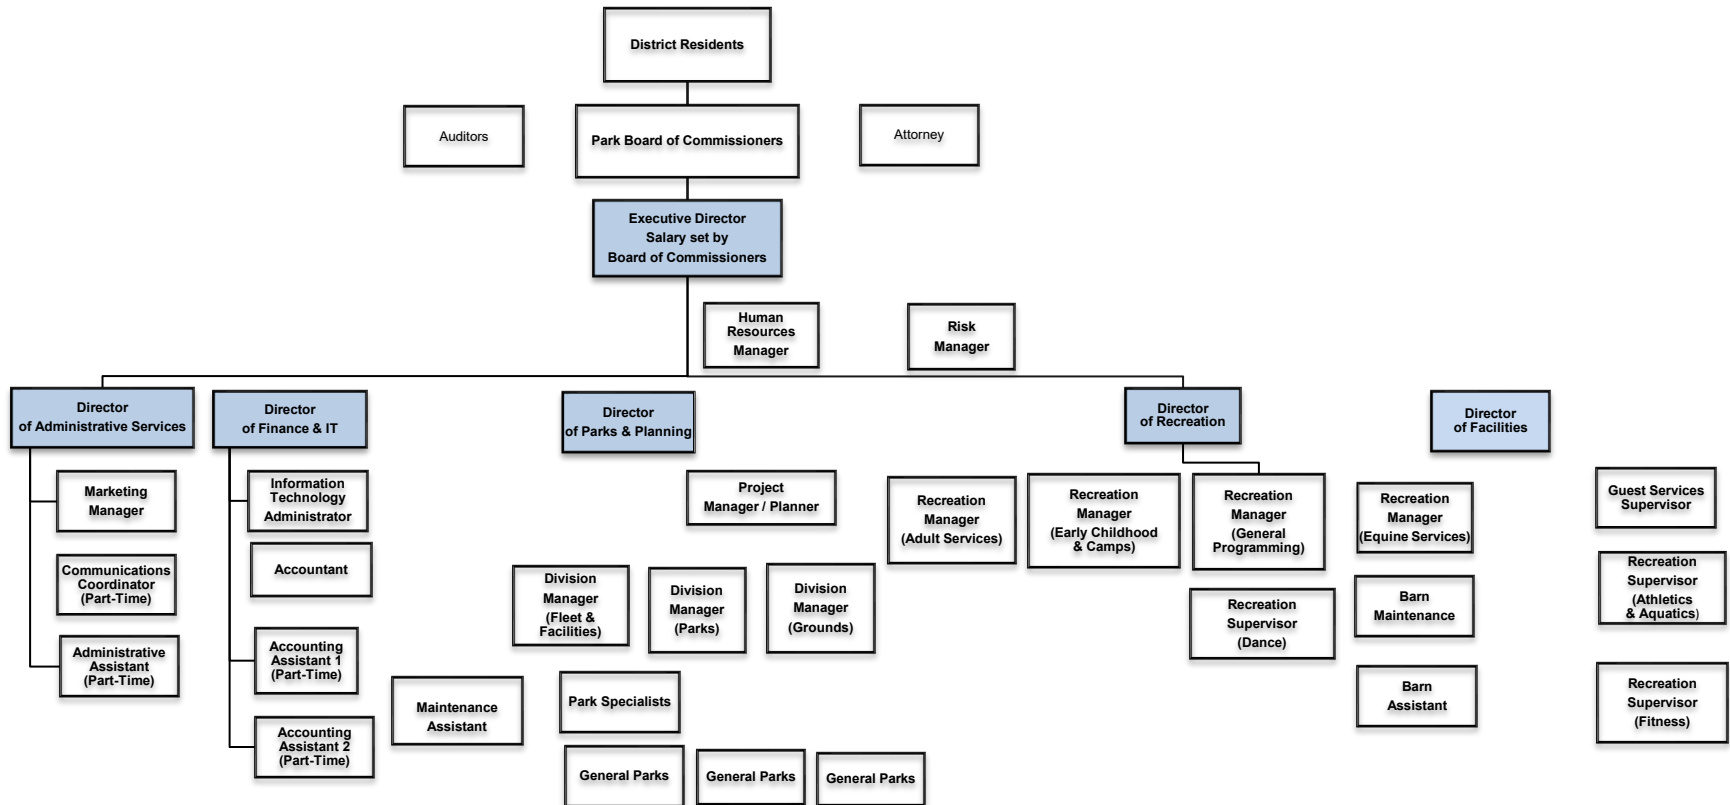 District Residents
Auditors
Park Board of Commissioners
Attorney
Executive Director
Salary set by
Board of Commissioners
Human
Resources
Manager
Risk
Manager
Director
of Administrative Services
Director
of Finance & IT
Director
of Parks & Planning
Director
of Recreation
Director
of Facilities
Marketing
Manager
Communications
Coordinator
(Part-Time)
Administrative
Assistant
(Part-Time)
Information
Technology
Administrator
Accountant
Accounting
Assistant 1
(Part-Time)
Accounting
Assistant 2
(Part-Time)
Project
Manager / Planner
Division
Manager
(Fleet &
Facilities)
Division
Manager
(Parks)
Division
Manager
(Grounds)
Maintenance
Assistant
Park Specialists
General Parks
General Parks
General Parks
Recreation
Manager
(Adult Services)
Recreation
Manager
(Early Childhood
& Camps)
Recreation
Manager
(General
Programming)
Recreation
Supervisor
(Dance)
Recreation
Manager
(Equine Services)
Barn
Maintenance
Barn
Assistant
Guest Services
Supervisor
Recreation
Supervisor
(Athletics
& Aquatics)
Recreation
Supervisor
(Fitness)